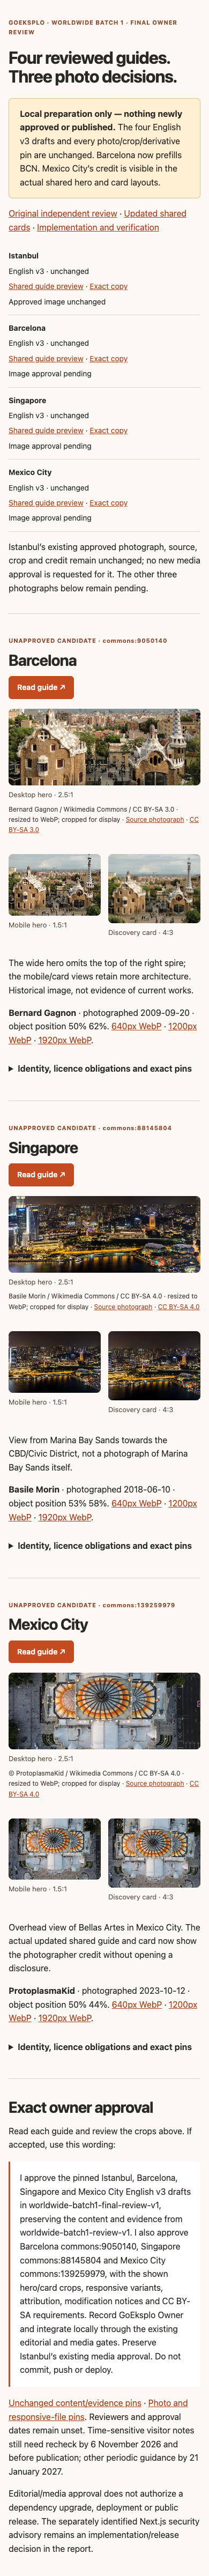 GOEKSPLO · WORLDWIDE BATCH 1 · FINAL OWNER
REVIEW
Four reviewed guides.
Three photo decisions.
Local preparation only — nothing newly
approved or published. The four English
v3 drafts and every photo/crop/derivative
pin are unchanged. Barcelona now prefills
BCN. Mexico City's credit is visible in the
actual shared hero and card layouts.
Original independent review · Updated shared
cards · Implementation and verification
Istanbul
English v3 · unchanged
Shared guide preview · Exact copy
Approved image unchanged
Barcelona
English v3 · unchanged
Shared guide preview · Exact copy
Image approval pending
Singapore
English v3 · unchanged
Shared guide preview · Exact copy
Image approval pending
Mexico City
English v3 · unchanged
Shared guide preview · Exact copy
Image approval pending
Istanbul's existing approved photograph, source,
crop and credit remain unchanged; no new media
approval is requested for it. The other three
photographs below remain pending.
UNAPPROVED CANDIDATE · commons:9050140
Barcelona
Read guide ↗
Desktop hero · 2.5:1
Bernard Gagnon / Wikimedia Commons / CC BY-SA 3.0 ·
resized to WebP; cropped for display · Source photograph · CC
BY-SA 3.0
Mobile hero · 1.5:1
Discovery card · 4:3
The wide hero omits the top of the right spire;
the mobile/card views retain more architecture.
Historical image, not evidence of current works.
Bernard Gagnon · photographed 2009-09-20 ·
object position 50% 62%. 640px WebP · 1200px
WebP · 1920px WebP.
▶ Identity, licence obligations and exact pins
UNAPPROVED CANDIDATE · commons:88145804
Singapore
Read guide ↗
Desktop hero · 2.5:1
Basile Morin / Wikimedia Commons / CC BY-SA 4.0 · resized to
WebP; cropped for display · Source photograph · CC BY-SA 4.0
Mobile hero · 1.5:1
Discovery card · 4:3
View from Marina Bay Sands towards the
CBD/Civic District, not a photograph of Marina
Bay Sands itself.
Basile Morin · photographed 2018-06-10 ·
object position 53% 58%. 640px WebP · 1200px
WebP · 1920px WebP.
▶ Identity, licence obligations and exact pins
UNAPPROVED CANDIDATE · commons:139259979
Mexico City
Read guide ↗
Desktop hero · 2.5:1
© ProtoplasmaKid / Wikimedia Commons / CC BY-SA 4.0 ·
resized to WebP; cropped for display · Source photograph · CC
BY-SA 4.0
Mobile hero · 1.5:1
Discovery card · 4:3
Overhead view of Bellas Artes in Mexico City. The
actual updated shared guide and card now show
the photographer credit without opening a
disclosure.
ProtoplasmaKid · photographed 2023-10-12 ·
object position 50% 44%. 640px WebP · 1200px
WebP · 1920px WebP.
▶ Identity, licence obligations and exact pins
Exact owner approval
Read each guide and review the crops above. If
accepted, use this wording:
I approve the pinned Istanbul, Barcelona,
Singapore and Mexico City English v3 drafts
in worldwide-batch1-final-review-v1,
preserving the content and evidence from
worldwide-batch1-review-v1. I also approve
Barcelona commons:9050140, Singapore
commons:88145804 and Mexico City
commons:139259979, with the shown
hero/card crops, responsive variants,
attribution, modification notices and CC BY-
SA requirements. Record GoEksplo Owner
and integrate locally through the existing
editorial and media gates. Preserve
Istanbul's existing media approval. Do not
commit, push or deploy.
Unchanged content/evidence pins · Photo and
responsive-file pins. Reviewers and approval
dates remain unset. Time-sensitive visitor notes
still need recheck by 6 November 2026 and
before publication; other periodic guidance by 21
January 2027.
Editorial/media approval does not authorize a
dependency upgrade, deployment or public
release. The separately identified Next.js security
advisory remains an implementation/release
decision in the report.